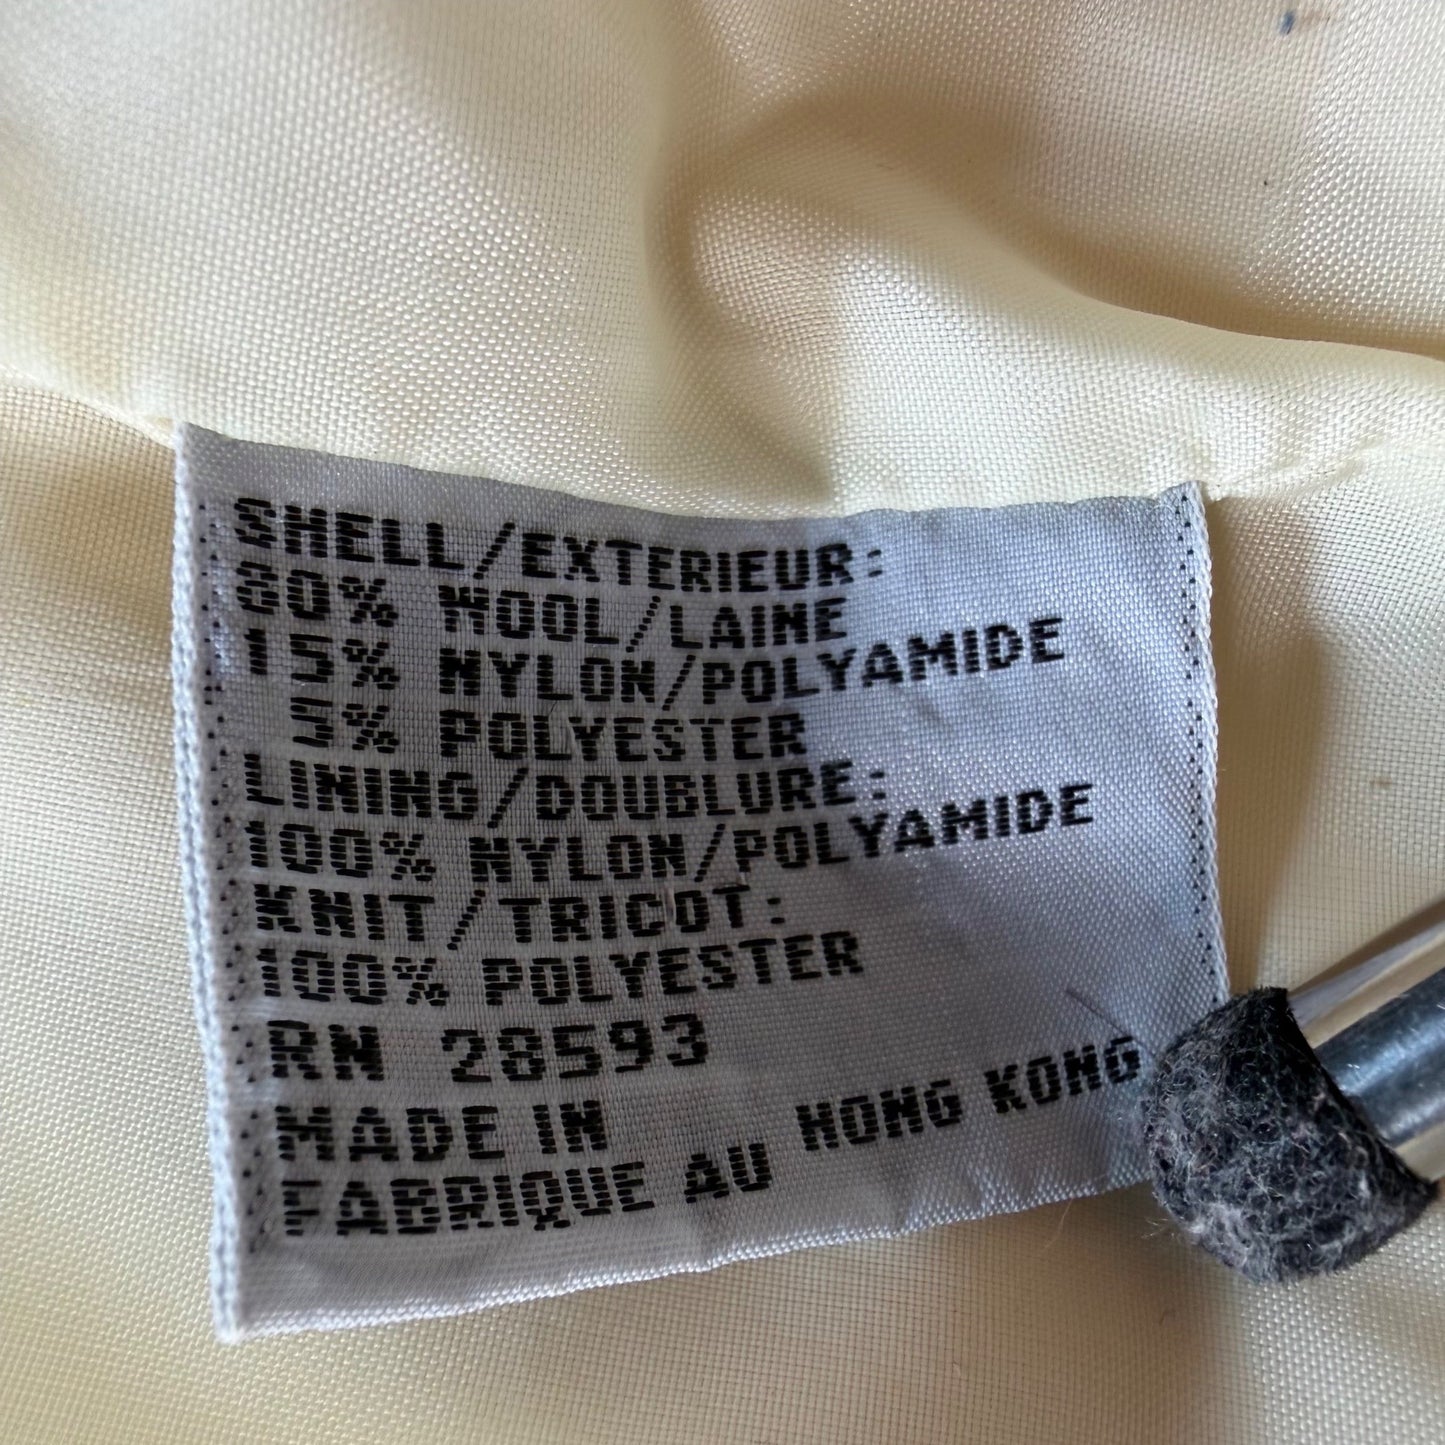 SHELL/EXTERIEUR:
80% WOOL/LAINE
15% NYLON/POLYAMIDE
5% POLYESTER
LINING/DOUBLURE:
100% NYLON/POLYAMIDE
KNIT/TRICOT:
100% POLYESTER
RN 28593
MADE IN
FABRIQUE AU HONG KONG